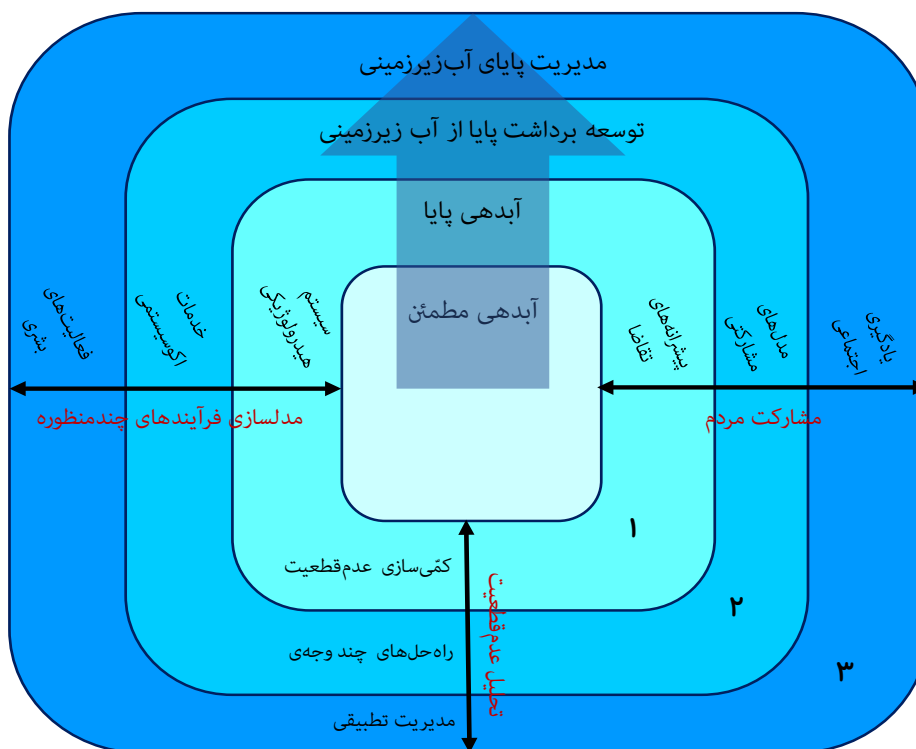 مدیریت پایای آب‌زیرزمینی
توسعه برداشت پایا از آب زیرزمینی
آبدهی پایا
آبدهی مطمئن
یادگیری
اجتماعی
مدل‌های
مشارکتی
پیشرانه‌های
تقاضا
سیستم
هیدرولوژیکی
خدمات
اکوسیستمی
فعالیت‌های
بشری
مشارکت مردم
مدلسازی فرآیندهای چندمنظوره
۱
کمّی‌سازی عدم‌قطعیت
تحلیل عدم‌قطعیت
۲
راه‌حل‌های چند وجه‌ی
۳
مدیریت تطبیقی